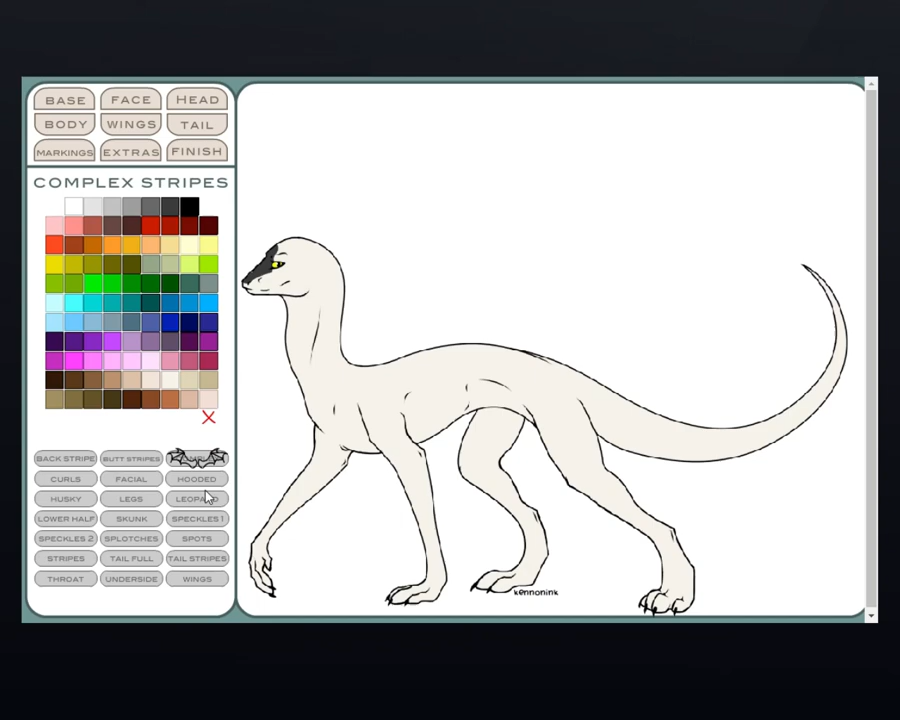 BASE FACE HEAD
BODY WINGS TAIL
MARKINGS EXTRAS FINISH
COMPLEX STRIPES
BACK STRIPE BUTT STRIPES
CURLS FACIAL HOODED
HUSKY LEGS
LOWER HALF SKUNK SPECKLES 1
SPECKLES 2 SPLOTCHES SPOTS
STRIPES TAIL FULL TAIL STRIPES
THROAT UNDERSIDE WINGS
kennonink